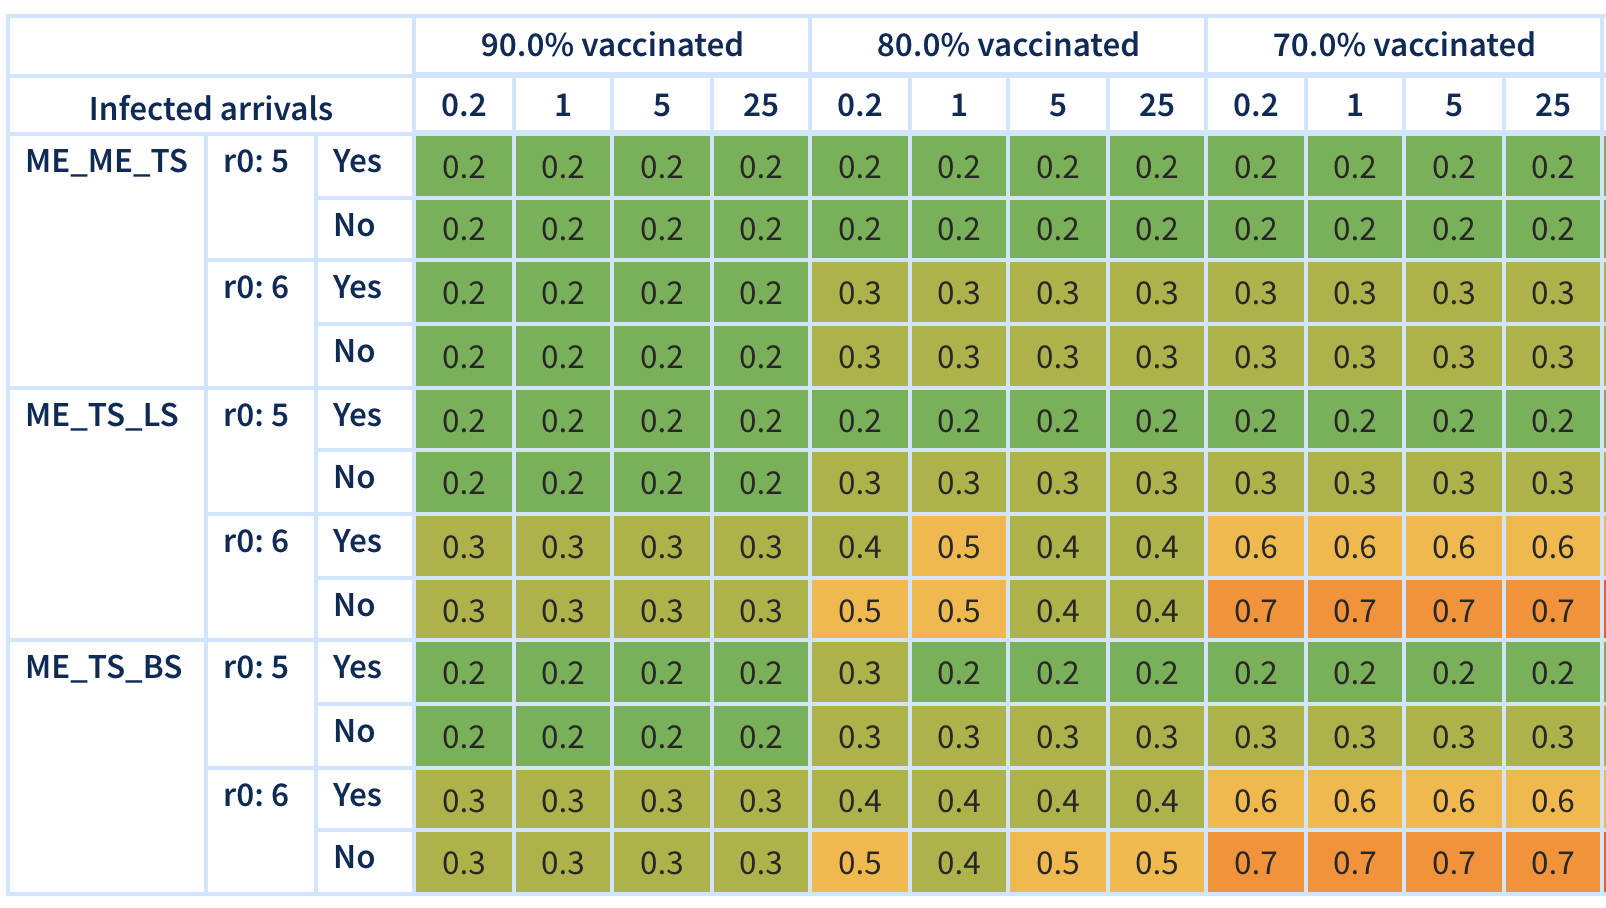 90.0% vaccinated 80.0% vaccinated 70.0% vaccinated
Infected arrivals 0.2 1 5 25 0.2 1 5 25 0.2 1 5 25
ME_ME_TS r0: 5 Yes 0.2 0.2 0.2 0.2 0.2 0.2 0.2 0.2 0.2 0.2 0.2 0.2
No 0.2 0.2 0.2 0.2 0.2 0.2 0.2 0.2 0.2 0.2 0.2 0.2
r0: 6 Yes 0.2 0.2 0.2 0.2 0.3 0.3 0.3 0.3 0.3 0.3 0.3 0.3
No 0.2 0.2 0.2 0.2 0.3 0.3 0.3 0.3 0.3 0.3 0.3 0.3
ME_TS_LS r0: 5 Yes 0.2 0.2 0.2 0.2 0.2 0.2 0.2 0.2 0.2 0.2 0.2 0.2
No 0.2 0.2 0.2 0.2 0.3 0.3 0.3 0.3 0.3 0.3 0.3 0.3
r0: 6 Yes 0.3 0.3 0.3 0.3 0.4 0.5 0.4 0.4 0.6 0.6 0.6 0.6
No 0.3 0.3 0.3 0.3 0.5 0.5 0.4 0.4 0.7 0.7 0.7 0.7
ME_TS_BS r0: 5 Yes 0.2 0.2 0.2 0.2 0.3 0.2 0.2 0.2 0.2 0.2 0.2 0.2
No 0.2 0.2 0.2 0.2 0.3 0.3 0.3 0.3 0.3 0.3 0.3 0.3
r0: 6 Yes 0.3 0.3 0.3 0.3 0.4 0.4 0.4 0.4 0.6 0.6 0.6 0.6
No 0.3 0.3 0.3 0.3 0.5 0.4 0.5 0.5 0.7 0.7 0.7 0.7